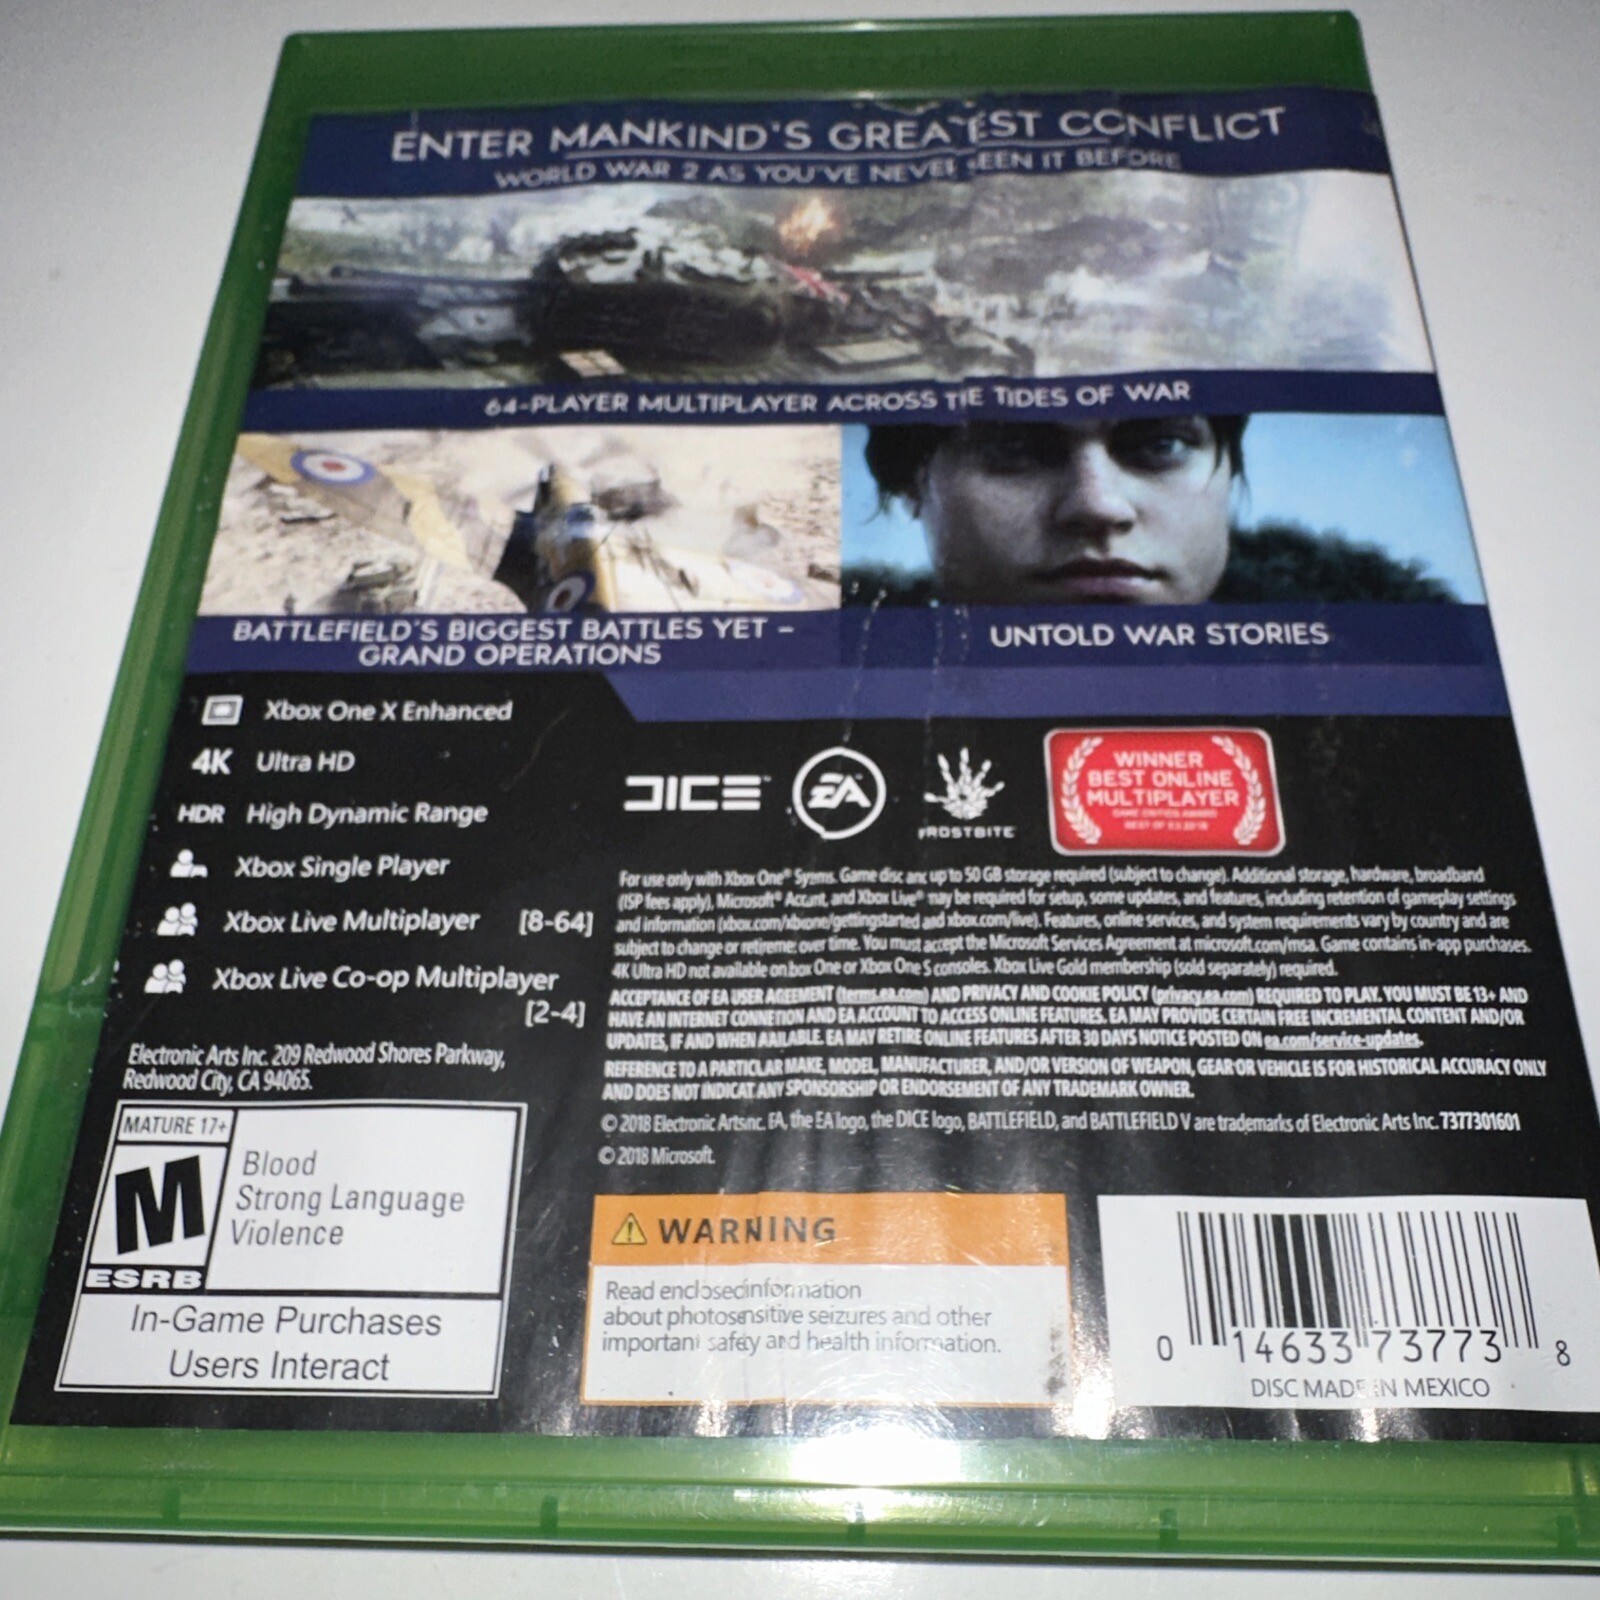 ENTER MANKIND'S GREATEST CONFLICT
WORLD WAR 2 AS YOU'VE NEVER SEEN IT BEFORE
64-PLAYER MULTIPLAYER ACROSS THE TIDES OF WAR
BATTLEFIELD'S BIGGEST BATTLES YET –
GRAND OPERATIONS
UNTOLD WAR STORIES
Xbox One X Enhanced
4K Ultra HD
HDR High Dynamic Range
Xbox Single Player
Xbox Live Multiplayer [8-64]
Xbox Live Co-op Multiplayer
[2-4]
Electronic Arts Inc. 209 Redwood Shores Parkway,
Redwood City, CA 94065.
MATURE 17+
M
ESRB
Blood
Strong Language
Violence
In-Game Purchases
Users Interact
DICE
EA
FROSTBITE
WINNER
BEST ONLINE
MULTIPLAYER
GAME CRITICS AWARD
BEST OF E3 2018
For use only with Xbox One® Systems. Game disc and up to 50 GB storage required (subject to change). Additional storage, hardware, broadband
(ISP fees apply), Microsoft® Account, and Xbox Live® may be required for setup, some updates, and features, including retention of gameplay settings
and information (xbox.com/xboxone/gettingstarted and xbox.com/live). Features, online services, and system requirements vary by country and are
subject to change or retirement over time. You must accept the Microsoft Services Agreement at microsoft.com/msa. Game contains in-app purchases.
4K Ultra HD not available on Xbox One or Xbox One S consoles. Xbox Live Gold membership (sold separately) required.
ACCEPTANCE OF EA USER AGREEMENT (terms.ea.com) AND PRIVACY AND COOKIE POLICY (privacy.ea.com) REQUIRED TO PLAY. YOU MUST BE 13+ AND
HAVE AN INTERNET CONNECTION AND EA ACCOUNT TO ACCESS ONLINE FEATURES. EA MAY PROVIDE CERTAIN FREE INCREMENTAL CONTENT AND/OR
UPDATES, IF AND WHEN AVAILABLE. EA MAY RETIRE ONLINE FEATURES AFTER 30 DAYS NOTICE POSTED ON ea.com/service-updates.
REFERENCE TO A PARTICULAR MAKE, MODEL, MANUFACTURER, AND/OR VERSION OF WEAPON, GEAR OR VEHICLE IS FOR HISTORICAL ACCURACY ONLY
AND DOES NOT INDICATE ANY SPONSORSHIP OR ENDORSEMENT OF ANY TRADEMARK OWNER.
© 2018 Electronic Arts Inc. EA, the EA logo, the DICE logo, BATTLEFIELD, and BATTLEFIELD V are trademarks of Electronic Arts Inc. 7377301601
© 2018 Microsoft.
WARNING
Read enclosed information
about photosensitive seizures and other
important safety and health information.
0 14633 73773 8
DISC MADE IN MEXICO